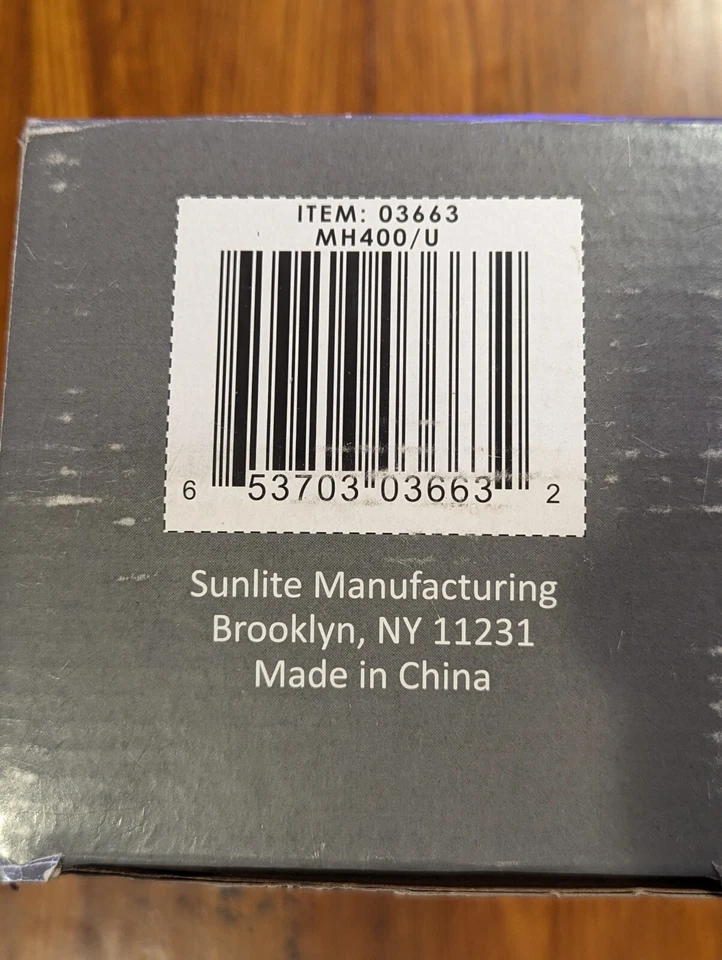 ITEM: 03663
MH400/U
6 53703 03663 2
Sunlite Manufacturing
Brooklyn, NY 11231
Made in China